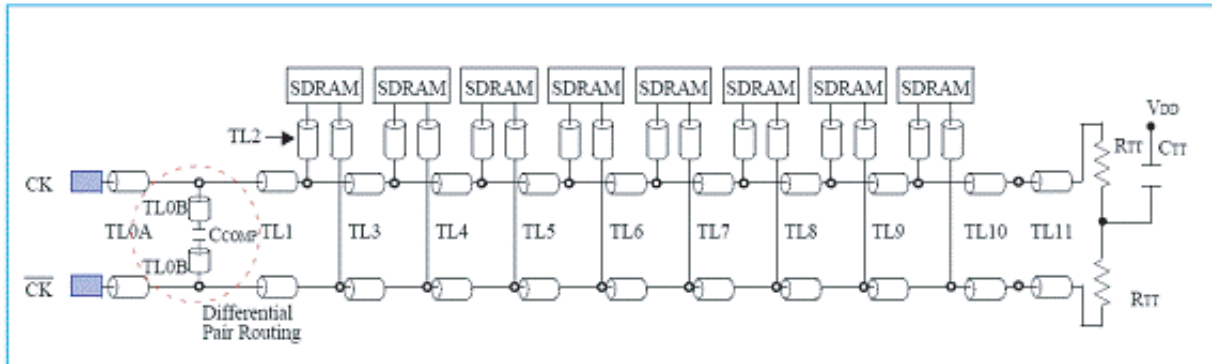 SDRAM SDRAM SDRAM SDRAM SDRAM SDRAM SDRAM SDRAM
VDD
TL2
RTT CTT
CK
TL0B
TL0A CCOMP TL1 TL3 TL4 TL5 TL6 TL7 TL8 TL9 TL10 TL11
TL0B
CK
Differential
Pair Routing
RTT